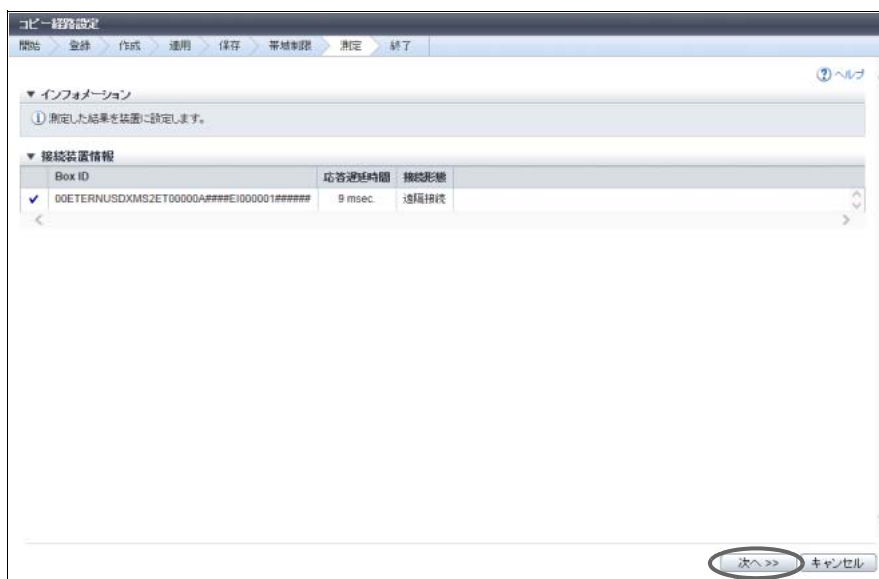 コピー経路設定
開始 登録 作成 適用 保存 帯域制限 測定 終了
ヘルプ
▼ インフォメーション
測定した結果を装置に設定します。
▼ 接続装置情報
Box ID 応答遅延時間 接続形態
00ETERNUSDXMS2ET00000A####EI000001###### 9 msec. 遠隔接続
次へ >> キャンセル